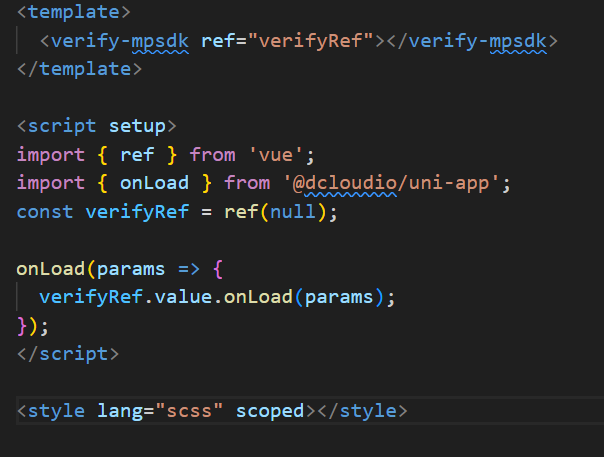 <template>
<verify-mpsdk ref="verifyRef"></verify-mpsdk>
</template>
<script setup>
import { ref } from 'vue';
import { onLoad } from '@dcloudio/uni-app';
const verifyRef = ref(null);
onLoad(params => {
verifyRef.value.onLoad(params);
});
</script>
<style lang="scss" scoped></style>